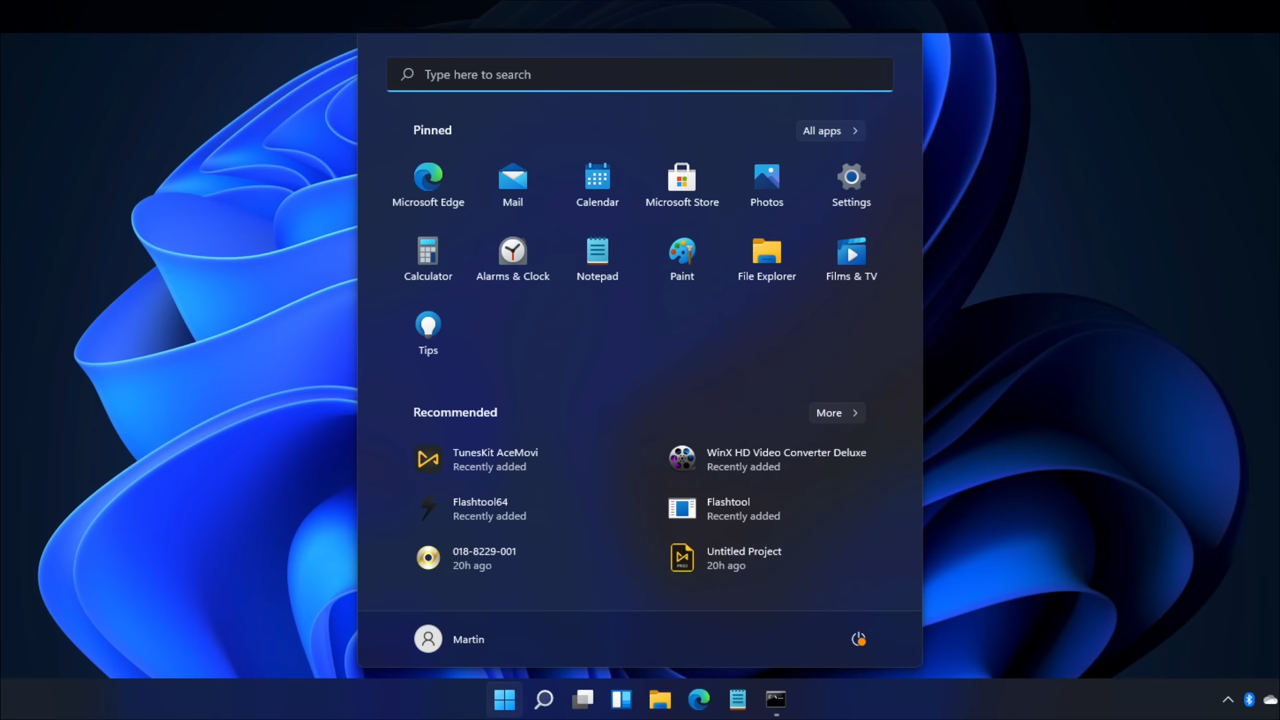 Type here to search
Pinned
All apps
Microsoft Edge
Mail
Calendar
Microsoft Store
Photos
Settings
Calculator
Alarms & Clock
Notepad
Paint
File Explorer
Films & TV
Tips
Recommended
More
TunesKit AceMovi
Recently added
WinX HD Video Converter Deluxe
Recently added
Flashtool64
Recently added
Flashtool
Recently added
018-8229-001
20h ago
Untitled Project
20h ago
Martin